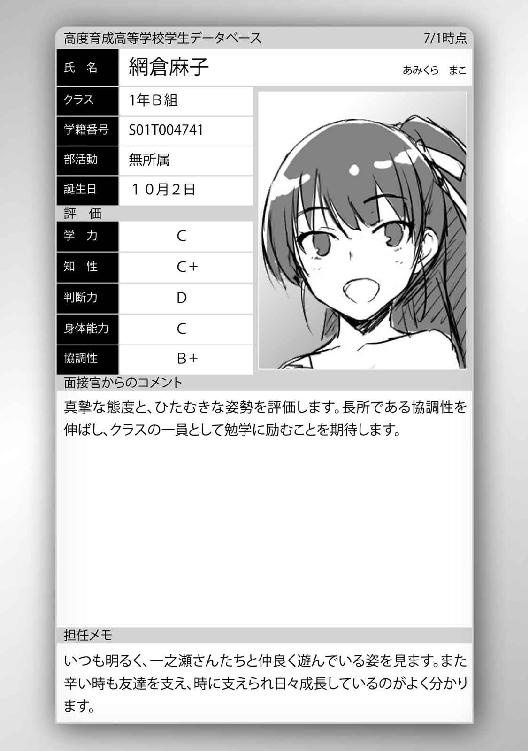 高度育成高等学校学生データベース 7/1時点
氏 名 網倉麻子 あみくら まこ
クラス 1年Ｂ組
学籍番号 S01T004741
部活動 無所属
誕生日 １０月２日
評 価
学 力 C
知 性 C+
判断力 D
身体能力 C
協調性 B+
面接官からのコメント
真摯な態度と、ひたむきな姿勢を評価します。長所である協調性を
伸ばし、クラスの一員として勉学に励むことを期待します。
担任メモ
いつも明るく、一之瀬さんたちと仲良く遊んでいる姿を見ます。また
辛い時も友達を支え、時に支えられ日々成長しているのがよく分かり
ます。